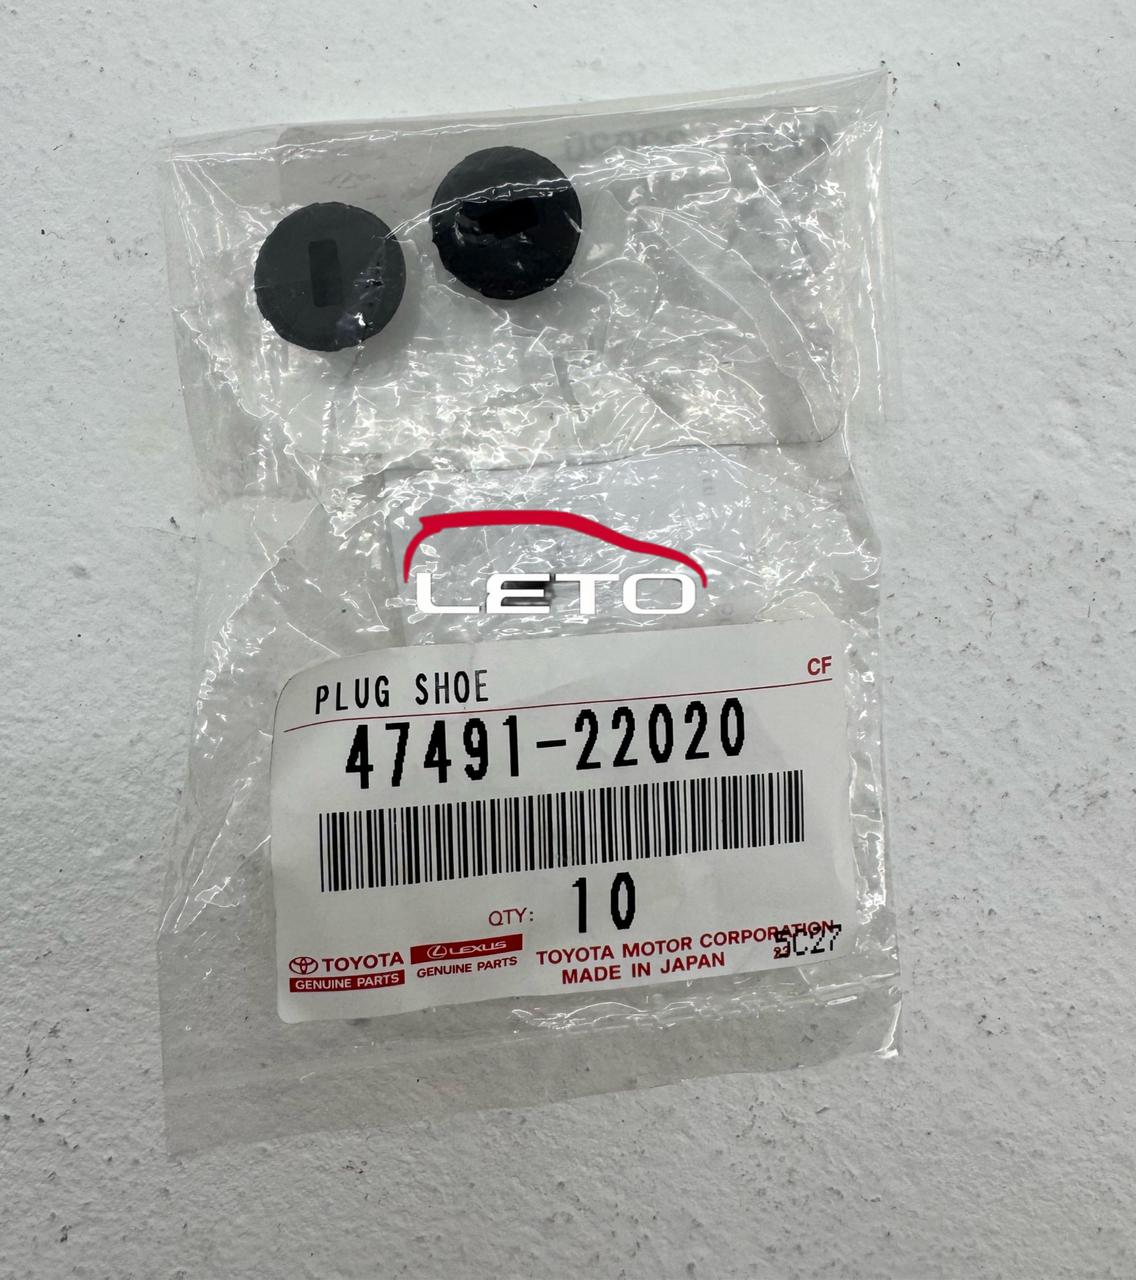 LETO
PLUG SHOE
CF
47491-22020
QTY: 10
TOYOTA
GENUINE PARTS
LEXUS
GENUINE PARTS
TOYOTA MOTOR CORPORATION
MADE IN JAPAN
5C27